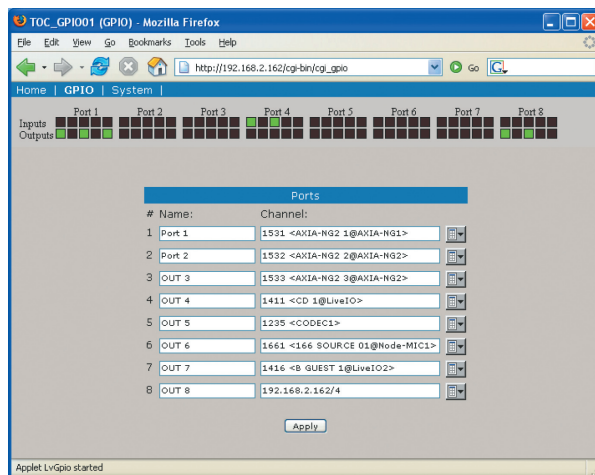 TOC_GPIO01 (GPIO) - Mozilla Firefox
File Edit View Go Bookmarks Tools Help
http://192.168.2.162/cgi-bin/cgi_gpio Go G
Home | GPIO | System |
Port 1 Port 2 Port 3 Port 4 Port 5 Port 6 Port 7 Port 8
Inputs
Outputs
Ports
# Name: Channel:
1 Port 1 1531 <AXIA-NG2 1@AXIA-NG1>
2 Port 2 1532 <AXIA-NG2 2@AXIA-NG2>
3 OUT 3 1533 <AXIA-NG2 3@AXIA-NG2>
4 OUT 4 1411 <CD 1@LiveIO>
5 OUT 5 1235 <CODEC1>
6 OUT 6 1661 <166 SOURCE 01@Node-MIC1>
7 OUT 7 1416 <B GUEST 1@LiveIO2>
8 OUT 8 192.168.2.162/4
Apply
Applet LvGpio started